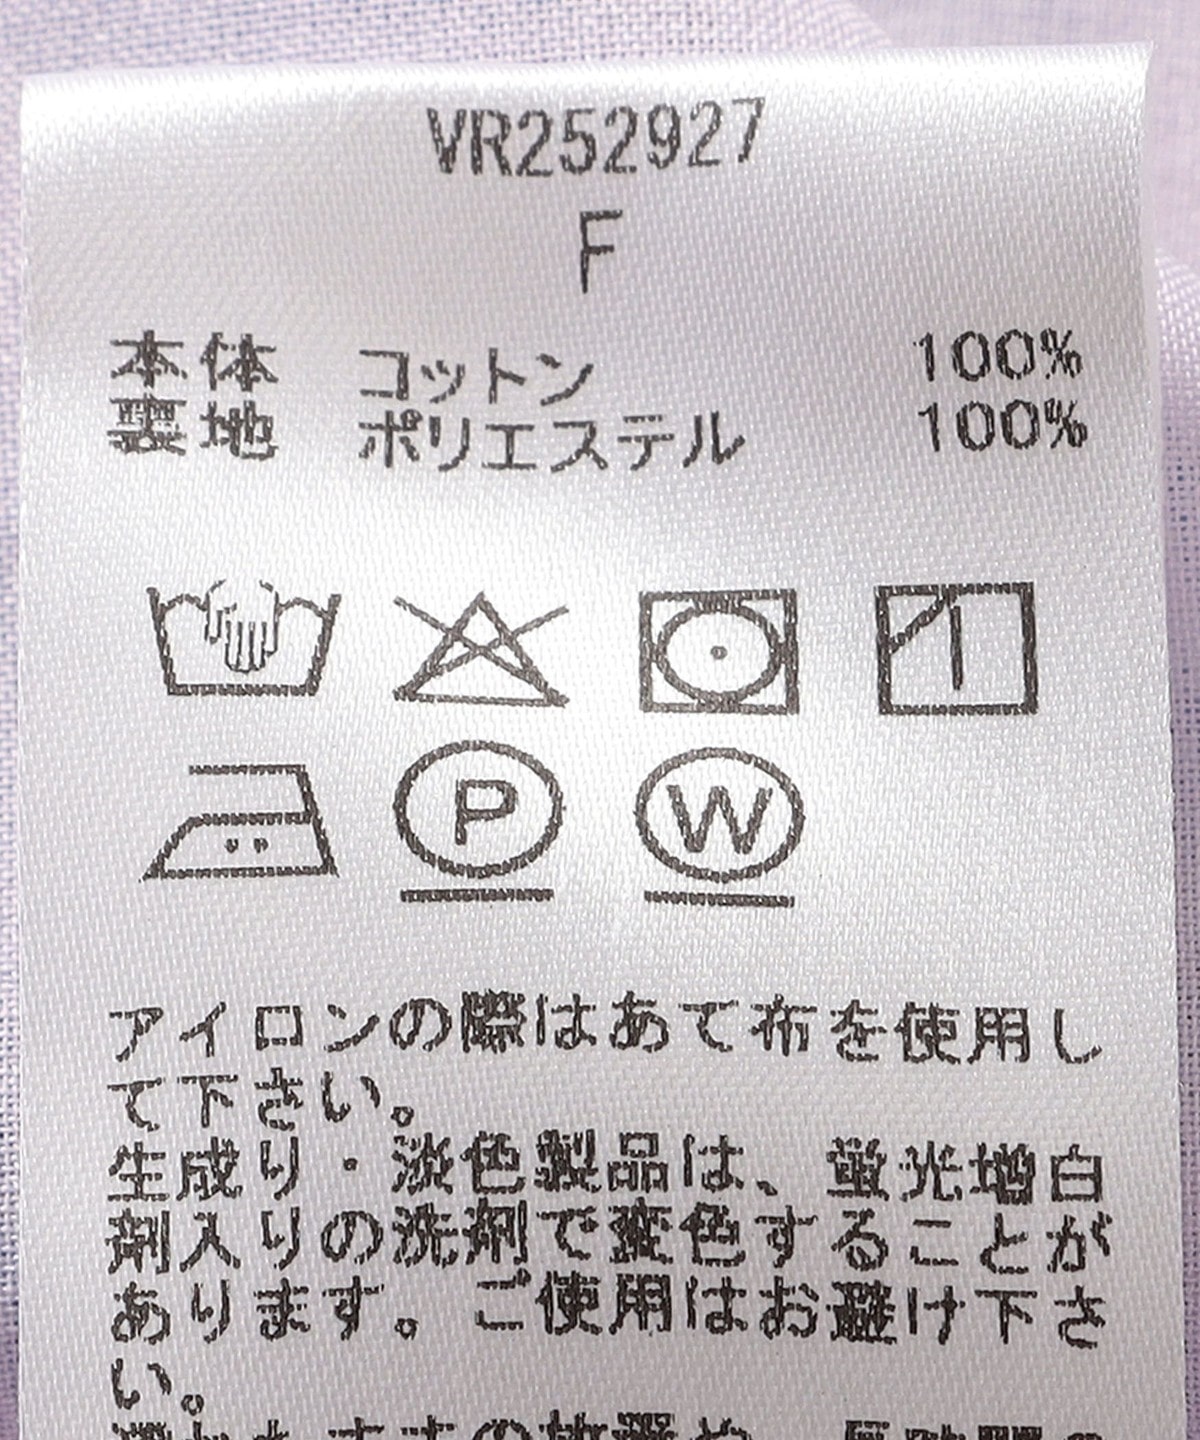 VR252927
F
本体 コットン 100%
裏地 ポリエステル 100%
P W
アイロンの際はあて布を使用し
て下さい。
生成り・淡色製品は、蛍光増白
剤入りの洗剤で変色することが
あります。ご使用はお避け下さ
い。